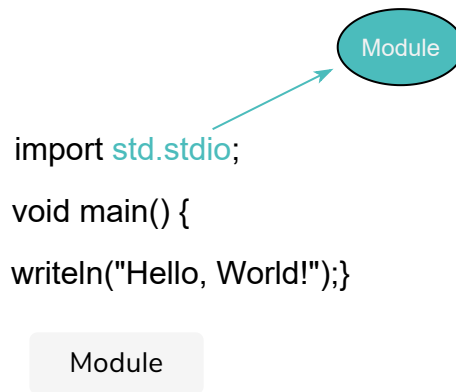 Module
import std.stdio;
void main() {
writeln("Hello, World!");}
Module